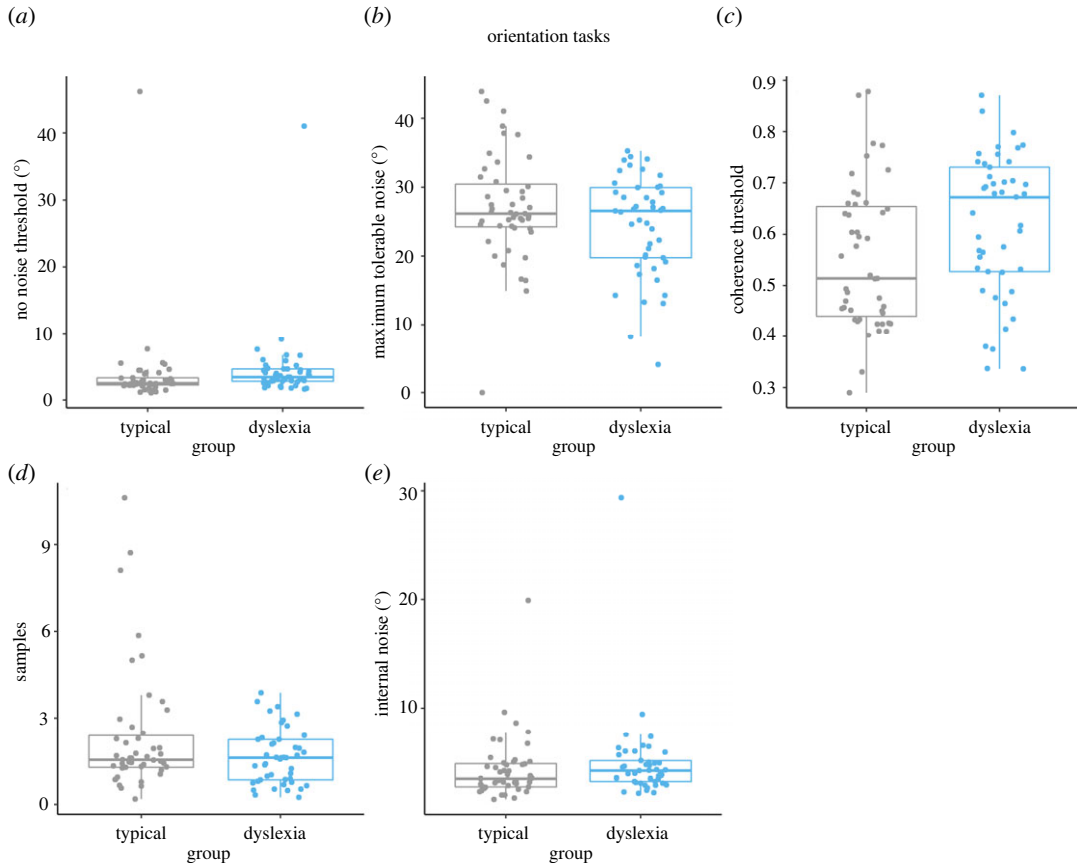 (a)
(b)
(c)
orientation tasks
no noise threshold (°)
40
30
20
10
0
typical
dyslexia
group
maximum tolerable noise (°)
40
30
20
10
0
typical
dyslexia
group
coherence threshold
0.9
0.8
0.7
0.6
0.5
0.4
0.3
typical
dyslexia
group
(d)
(e)
samples
9
6
3
0
typical
dyslexia
group
internal noise (°)
30
20
10
typical
dyslexia
group